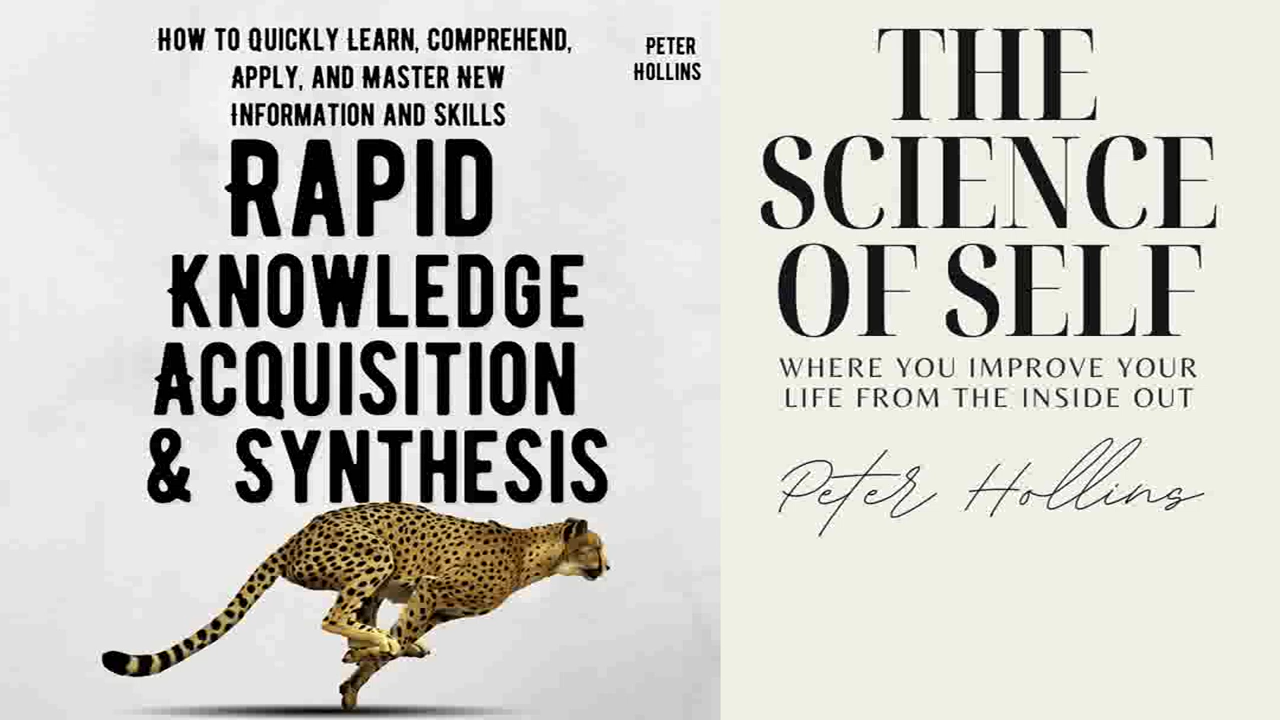 HOW TO QUICKLY LEARN, COMPREHEND,
APPLY, AND MASTER NEW
INFORMATION AND SKILLS
PETER
HOLLINS
RAPID
KNOWLEDGE
ACQUISITION
& SYNTHESIS
THE
SCIENCE
OF SELF
WHERE YOU IMPROVE YOUR
LIFE FROM THE INSIDE OUT
Peter Hollins